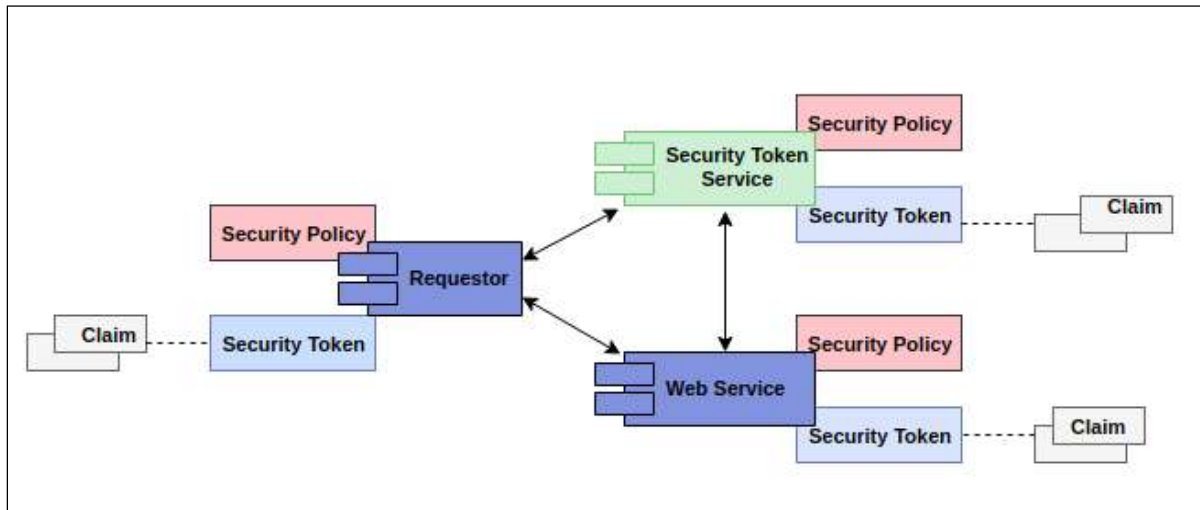 Security Policy
Security Token
Service
Security Token
Claim
Security Policy
Requestor
Claim
Security Token
Security Policy
Web Service
Security Token
Claim